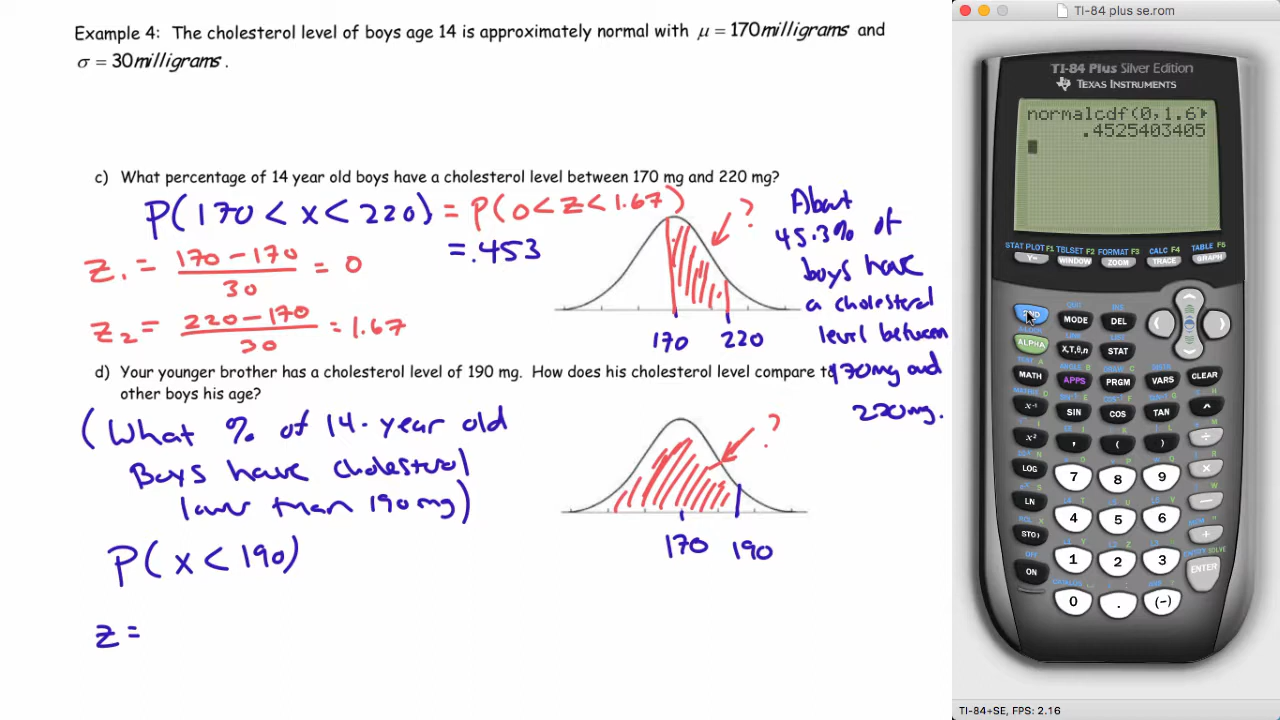 Example 4: The cholesterol level of boys age 14 is approximately normal with μ = 170milligrams and
σ = 30milligrams .
c) What percentage of 14 year old boys have a cholesterol level between 170 mg and 220 mg?
P(170 < x < 220) = P(0 < z < 1.67)
= .453
z₁ = (170 - 170)/30 = 0
z₂ = (220 - 170)/30 = 1.67
?
170 220
About
45.3% of
boys have
a cholesterol
level between
170mg and
220mg.
d) Your younger brother has a cholesterol level of 190 mg. How does his cholesterol level compare to
other boys his age?
(What % of 14-year old
Boys have cholesterol
lower than 190mg)
P(x < 190)
z =
?
170 190
TI-84 plus se.rom
TI-84 Plus Silver Edition
TEXAS INSTRUMENTS
normalcdf(0,1.6
.4525403405
STAT PLOT F1 TBLSET F2 FORMAT F3 CALC F4 TABLE F5
Y= WINDOW ZOOM TRACE GRAPH
2ND MODE DEL
ALPHA X,T,θ,n STAT
MATH APPS PRGM VARS CLEAR
x⁻¹ SIN COS TAN ^
x² , ( ) ÷
LOG 7 8 9 ×
LN 4 5 6 −
STO 1 2 3 +
ON 0 . (-) ENTER
TI-84+SE, FPS: 2.16